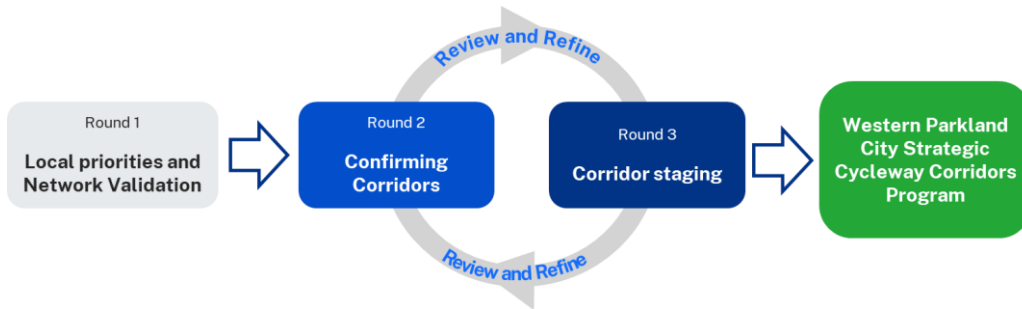 Review and Refine
Round 1
Local priorities and
Network Validation
Round 2
Confirming
Corridors
Round 3
Corridor staging
Western Parkland
City Strategic
Cycleway Corridors
Program
Review and Refine